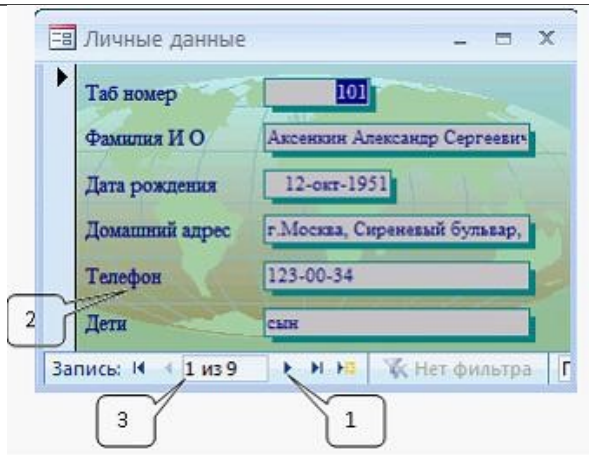 Личные данные
Таб номер 101
Фамилия И О Аксенкин Александр Сергеевич
Дата рождения 12-окт-1951
Домашний адрес г.Москва, Сиреневый бульвар,
Телефон 123-00-34
2
Дети сын
Запись: 1 из 9 Нет фильтра П
3 1